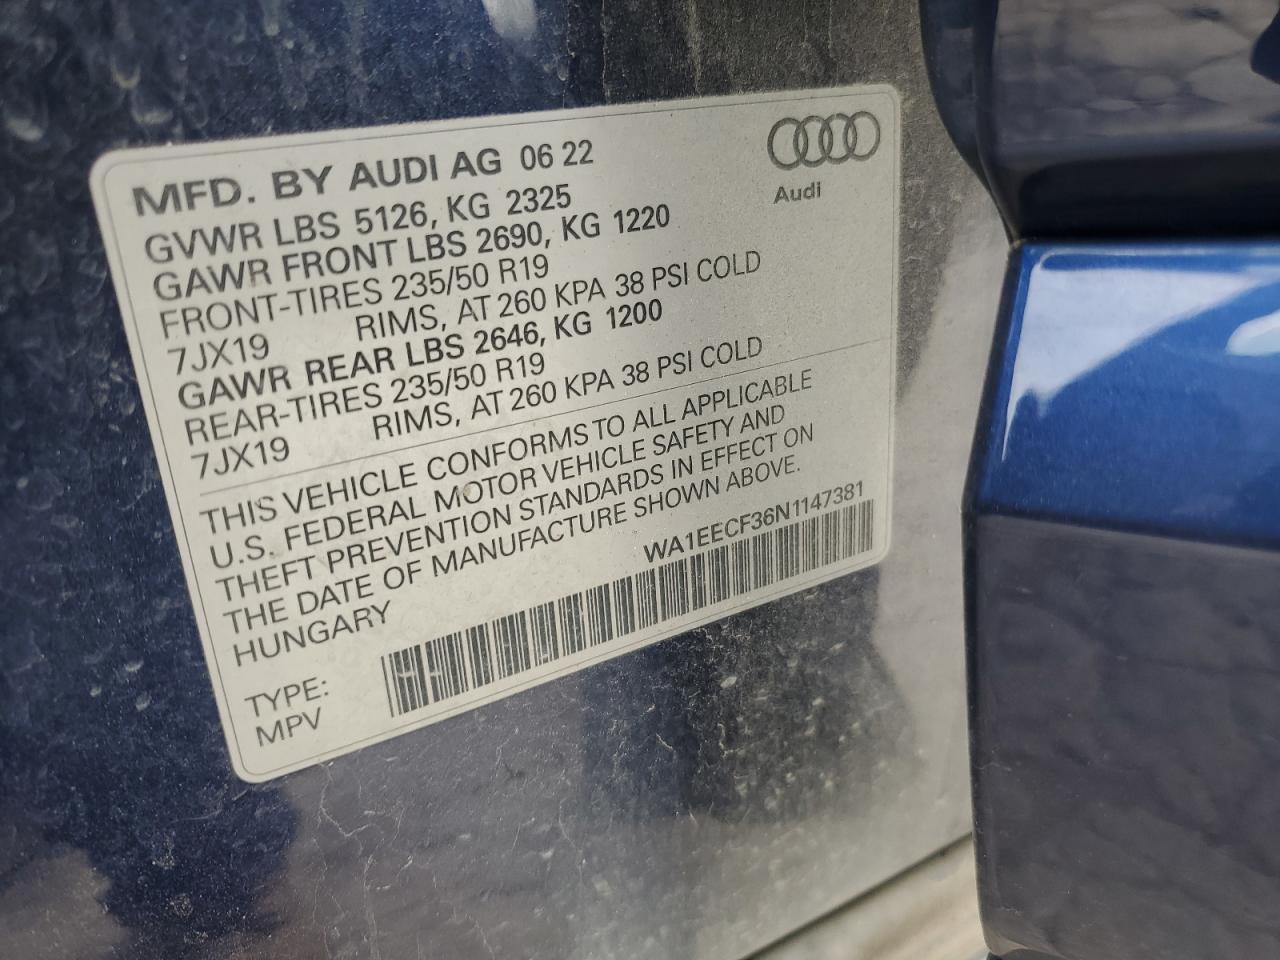 MFD. BY AUDI AG 06 22
Audi
GVWR LBS 5126, KG 2325
GAWR FRONT LBS 2690, KG 1220
FRONT-TIRES 235/50 R19
7JX19 RIMS, AT 260 KPA 38 PSI COLD
GAWR REAR LBS 2646, KG 1200
REAR-TIRES 235/50 R19
7JX19 RIMS, AT 260 KPA 38 PSI COLD
THIS VEHICLE CONFORMS TO ALL APPLICABLE
U.S. FEDERAL MOTOR VEHICLE SAFETY AND
THEFT PREVENTION STANDARDS IN EFFECT ON
THE DATE OF MANUFACTURE SHOWN ABOVE.
HUNGARY
WA1EECF36N1147381
TYPE:
MPV